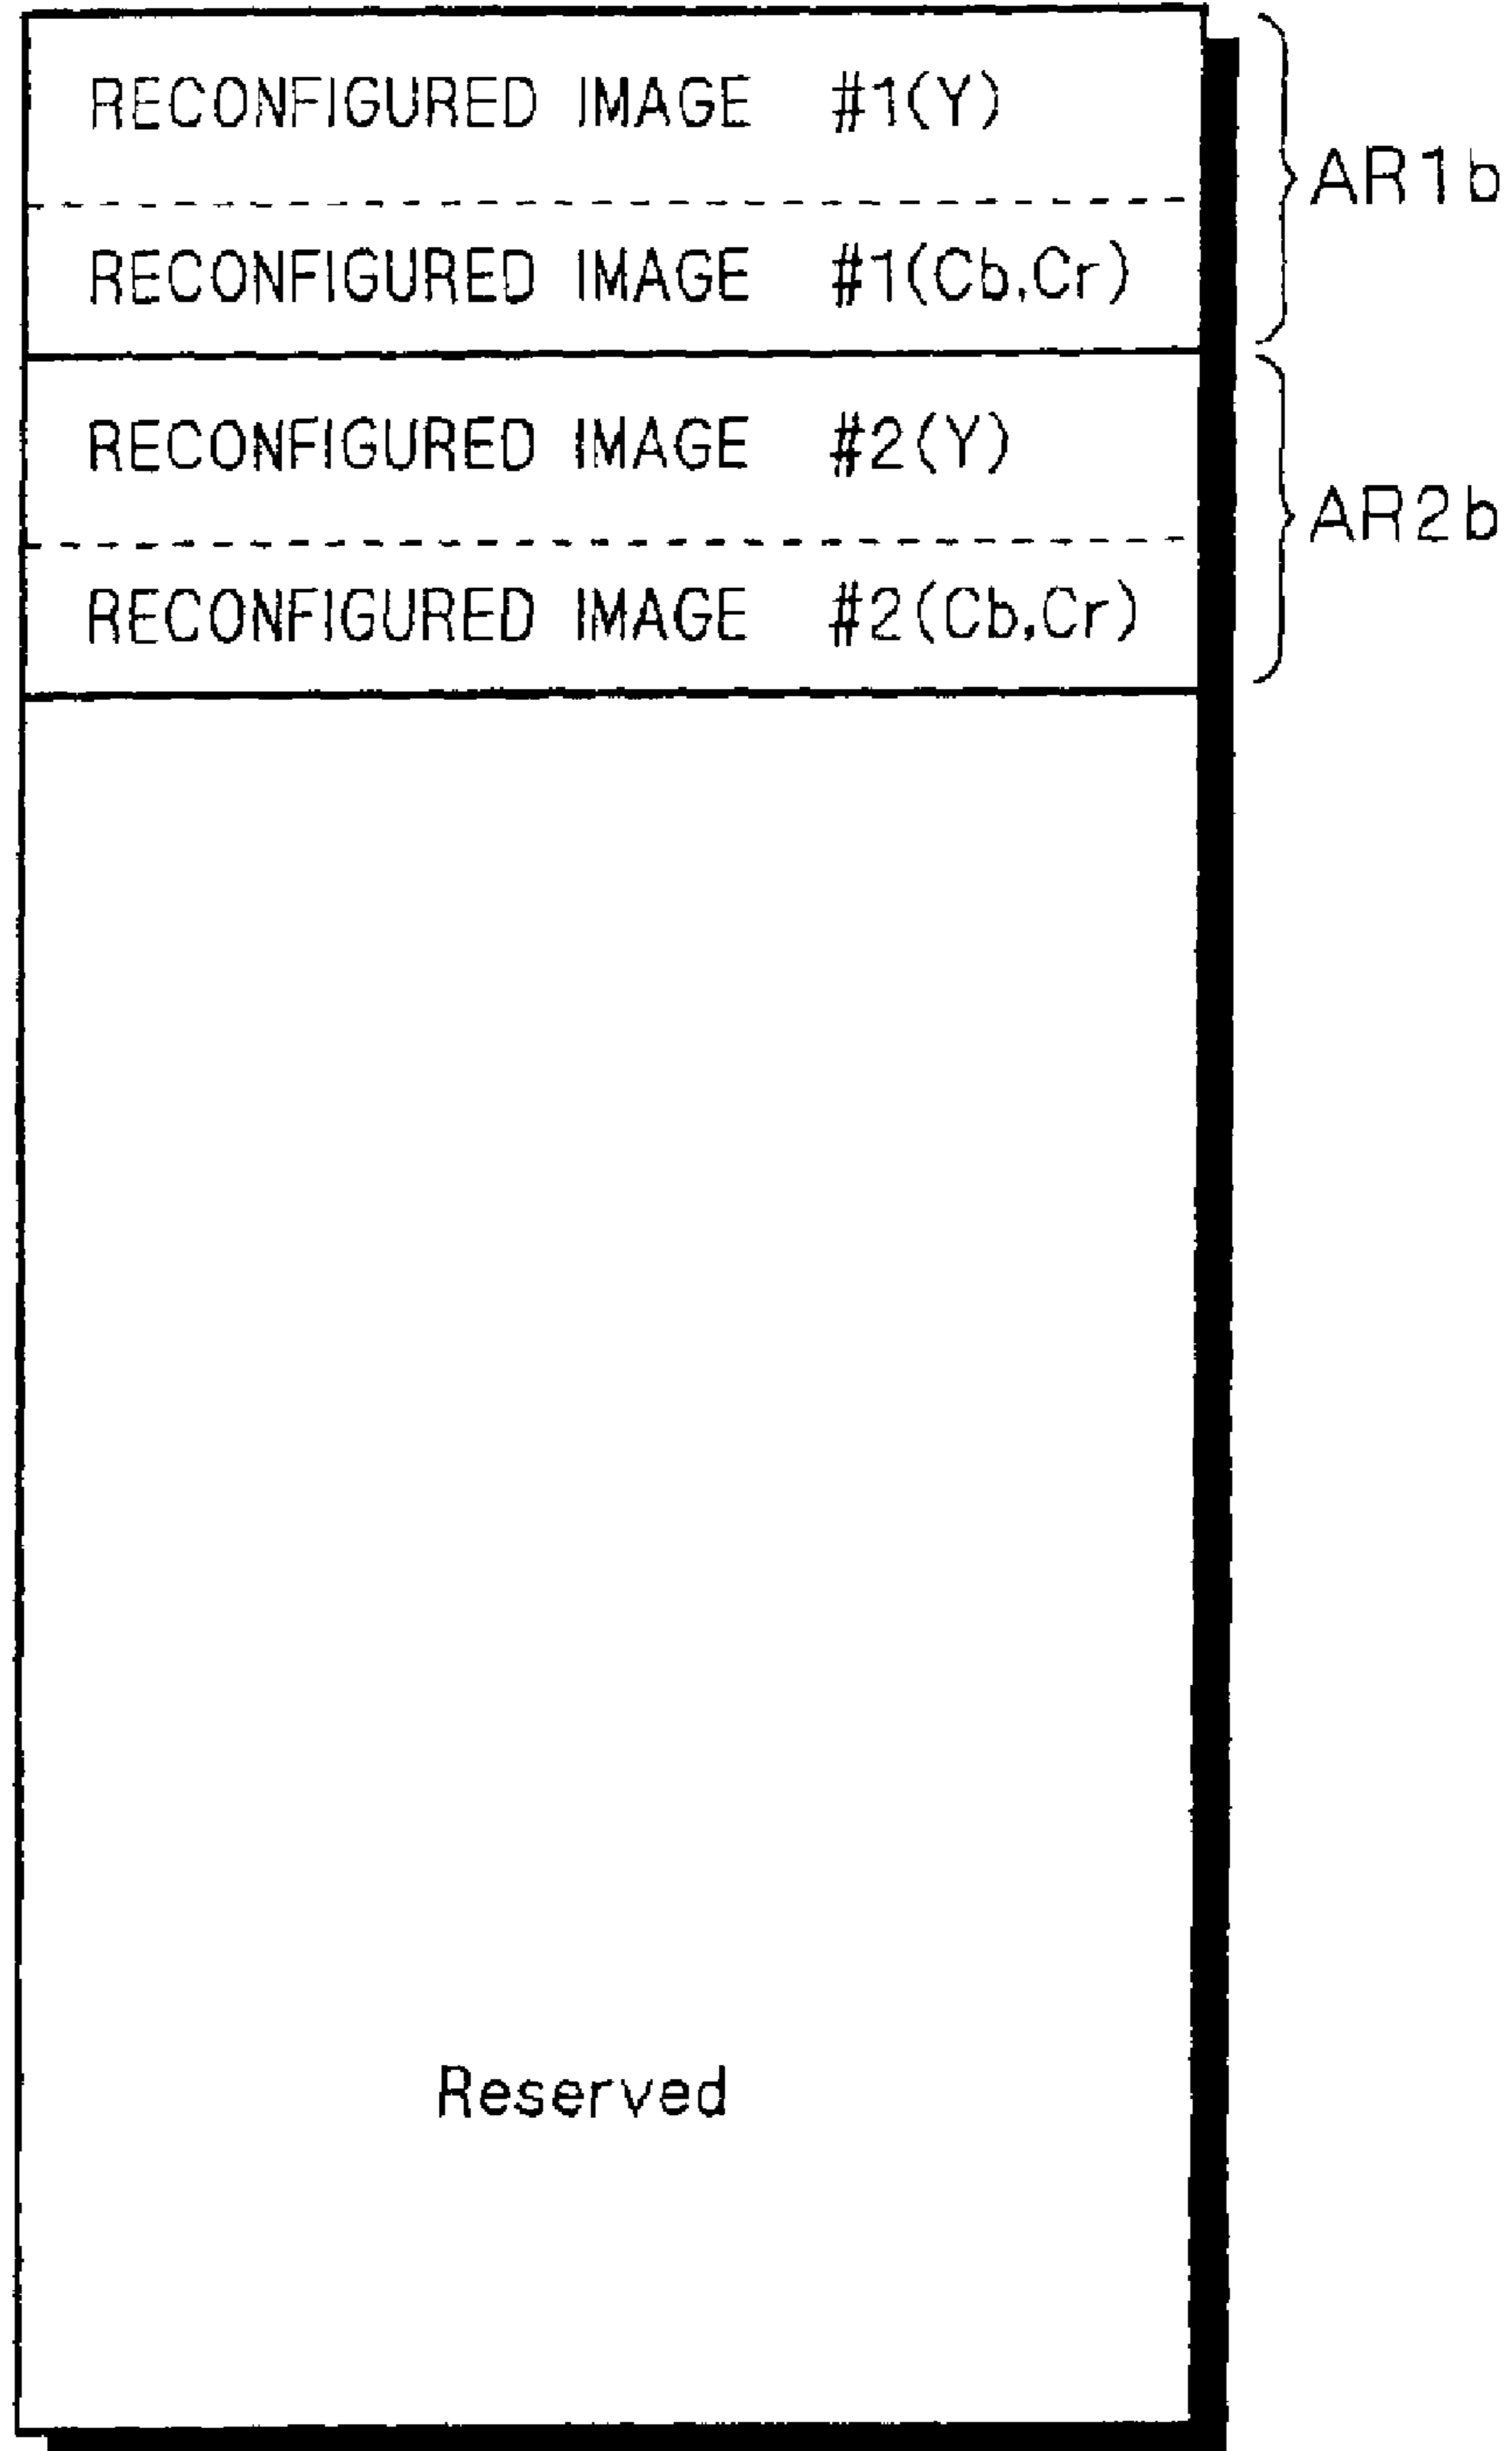 RECONFIGURED IMAGE #1(Y)
AR1b
RECONFIGURED IMAGE #1(Cb,Cr)
RECONFIGURED IMAGE #2(Y)
AR2b
RECONFIGURED IMAGE #2(Cb,Cr)
Reserved